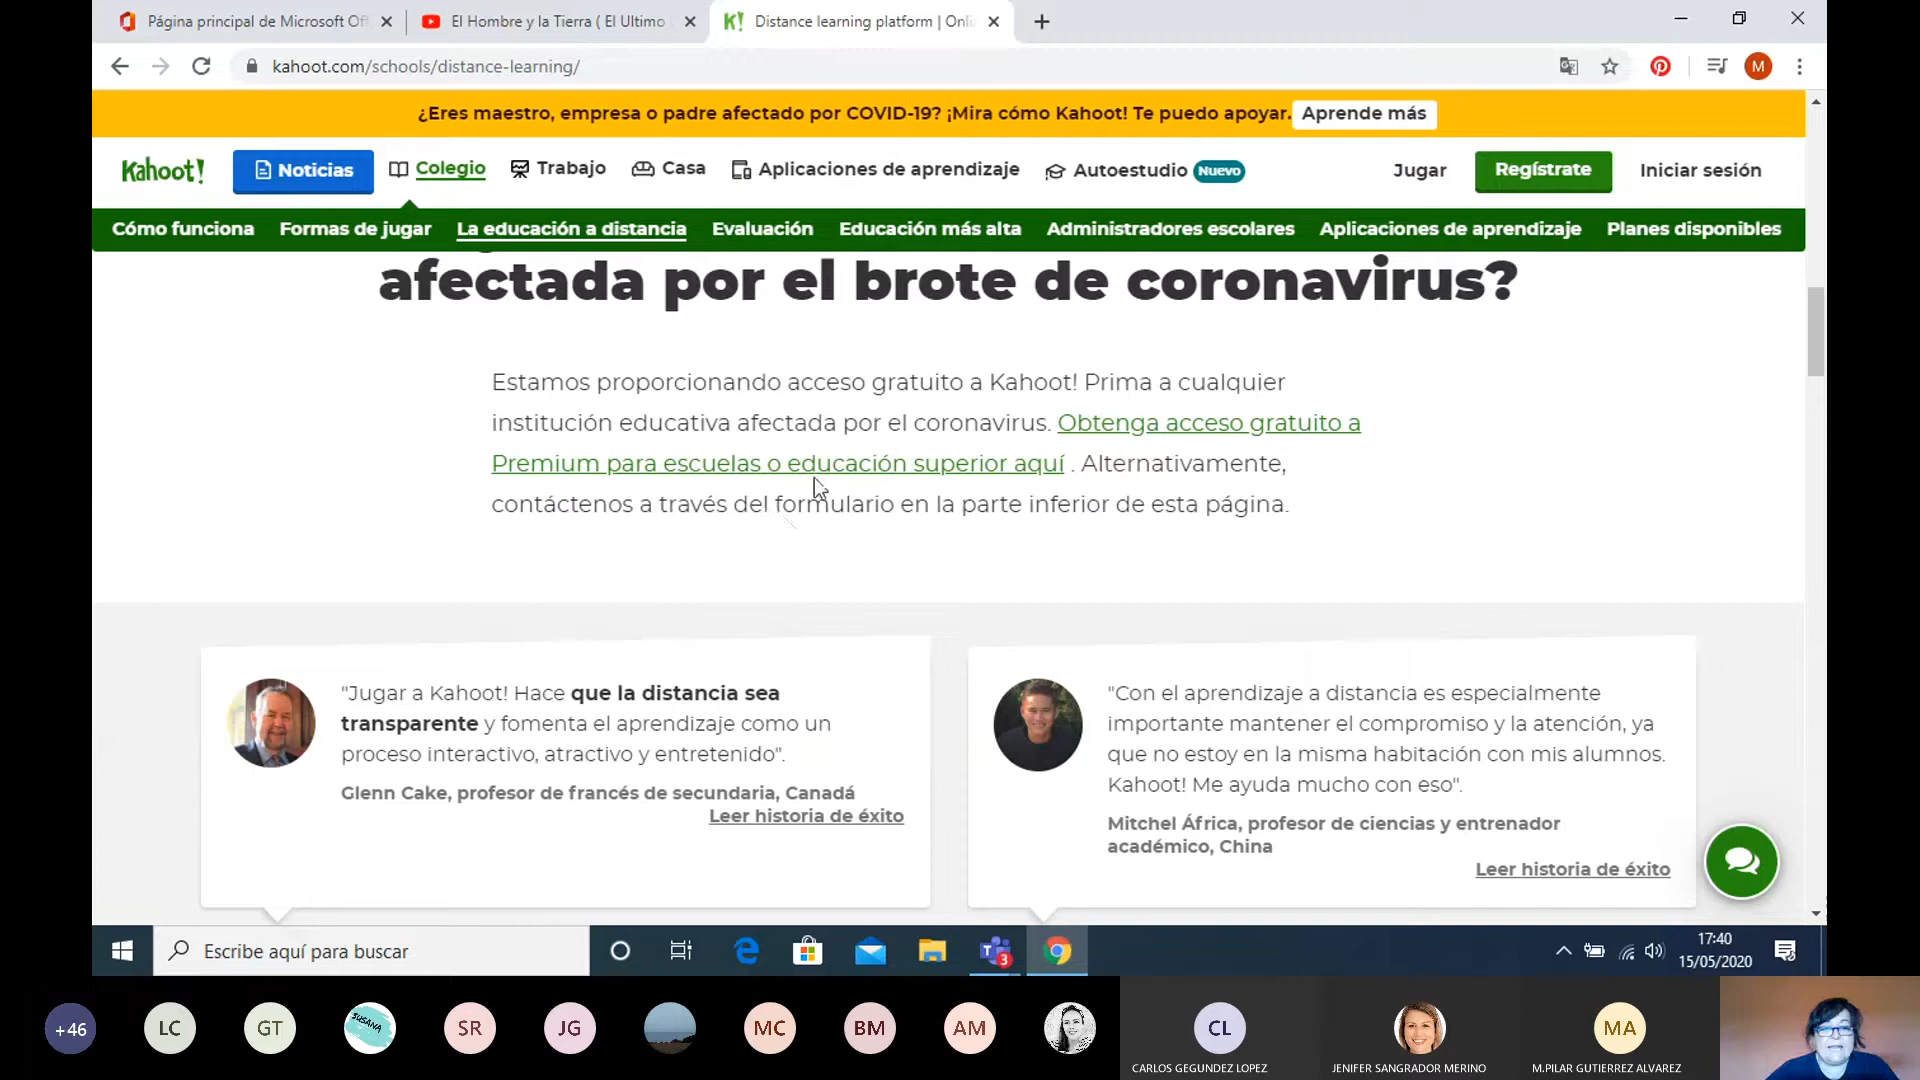 Página principal de Microsoft Off
El Hombre y la Tierra ( El Ultimo
Distance learning platform | Onli
kahoot.com/schools/distance-learning/
M
¿Eres maestro, empresa o padre afectado por COVID-19? ¡Mira cómo Kahoot! Te puedo apoyar. Aprende más
Kahoot! Noticias Colegio Trabajo Casa Aplicaciones de aprendizaje Autoestudio Nuevo Jugar Regístrate Iniciar sesión
Cómo funciona Formas de jugar La educación a distancia Evaluación Educación más alta Administradores escolares Aplicaciones de aprendizaje Planes disponibles
afectada por el brote de coronavirus?
Estamos proporcionando acceso gratuito a Kahoot! Prima a cualquier
institución educativa afectada por el coronavirus. Obtenga acceso gratuito a
Premium para escuelas o educación superior aquí . Alternativamente,
contáctenos a través del formulario en la parte inferior de esta página.
"Jugar a Kahoot! Hace que la distancia sea
transparente y fomenta el aprendizaje como un
proceso interactivo, atractivo y entretenido".
Glenn Cake, profesor de francés de secundaria, Canadá
Leer historia de éxito
"Con el aprendizaje a distancia es especialmente
importante mantener el compromiso y la atención, ya
que no estoy en la misma habitación con mis alumnos.
Kahoot! Me ayuda mucho con eso".
Mitchel África, profesor de ciencias y entrenador
académico, China
Leer historia de éxito
Escribe aquí para buscar
3
17:40
15/05/2020
+46 LC GT SUSANA SR JG MC BM AM CL MA
CARLOS GEGUNDEZ LOPEZ JENIFER SANGRADOR MERINO M.PILAR GUTIERREZ ALVAREZ